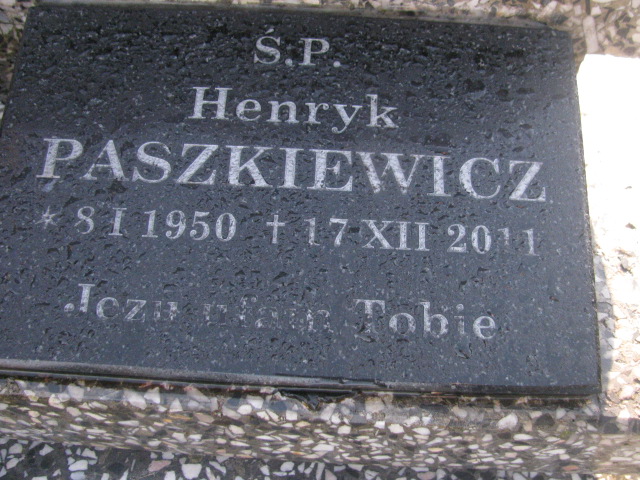 Ś.P.
Henryk
PASZKIEWICZ
* 8 I 1950 † 17 XII 2011
Jezu ufam Tobie